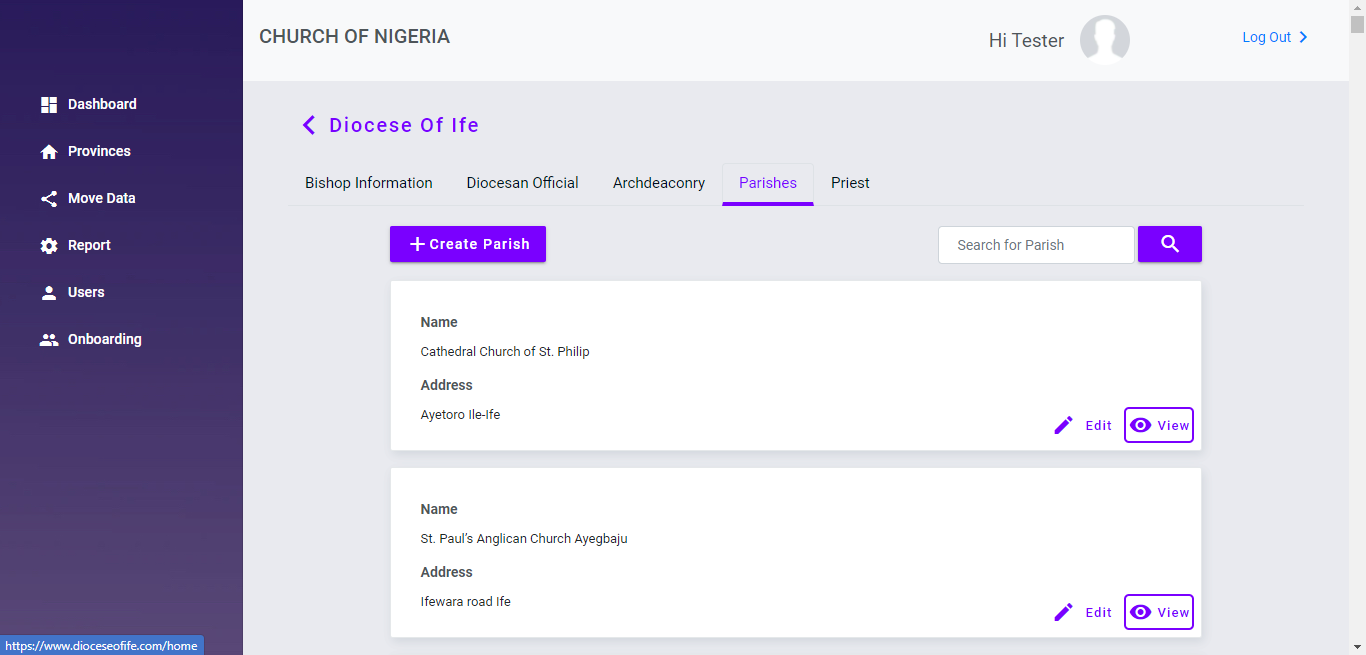 CHURCH OF NIGERIA
Hi Tester
Log Out
Dashboard
Provinces
Move Data
Report
Users
Onboarding
Diocese Of Ife
Bishop Information Diocesan Official Archdeaconry Parishes Priest
Create Parish
Search for Parish
Name
Cathedral Church of St. Philip
Address
Ayetoro Ile-Ife
Edit View
Name
St. Paul's Anglican Church Ayegbaju
Address
Ifewara road Ife
Edit View
https://www.dioceseofife.com/home